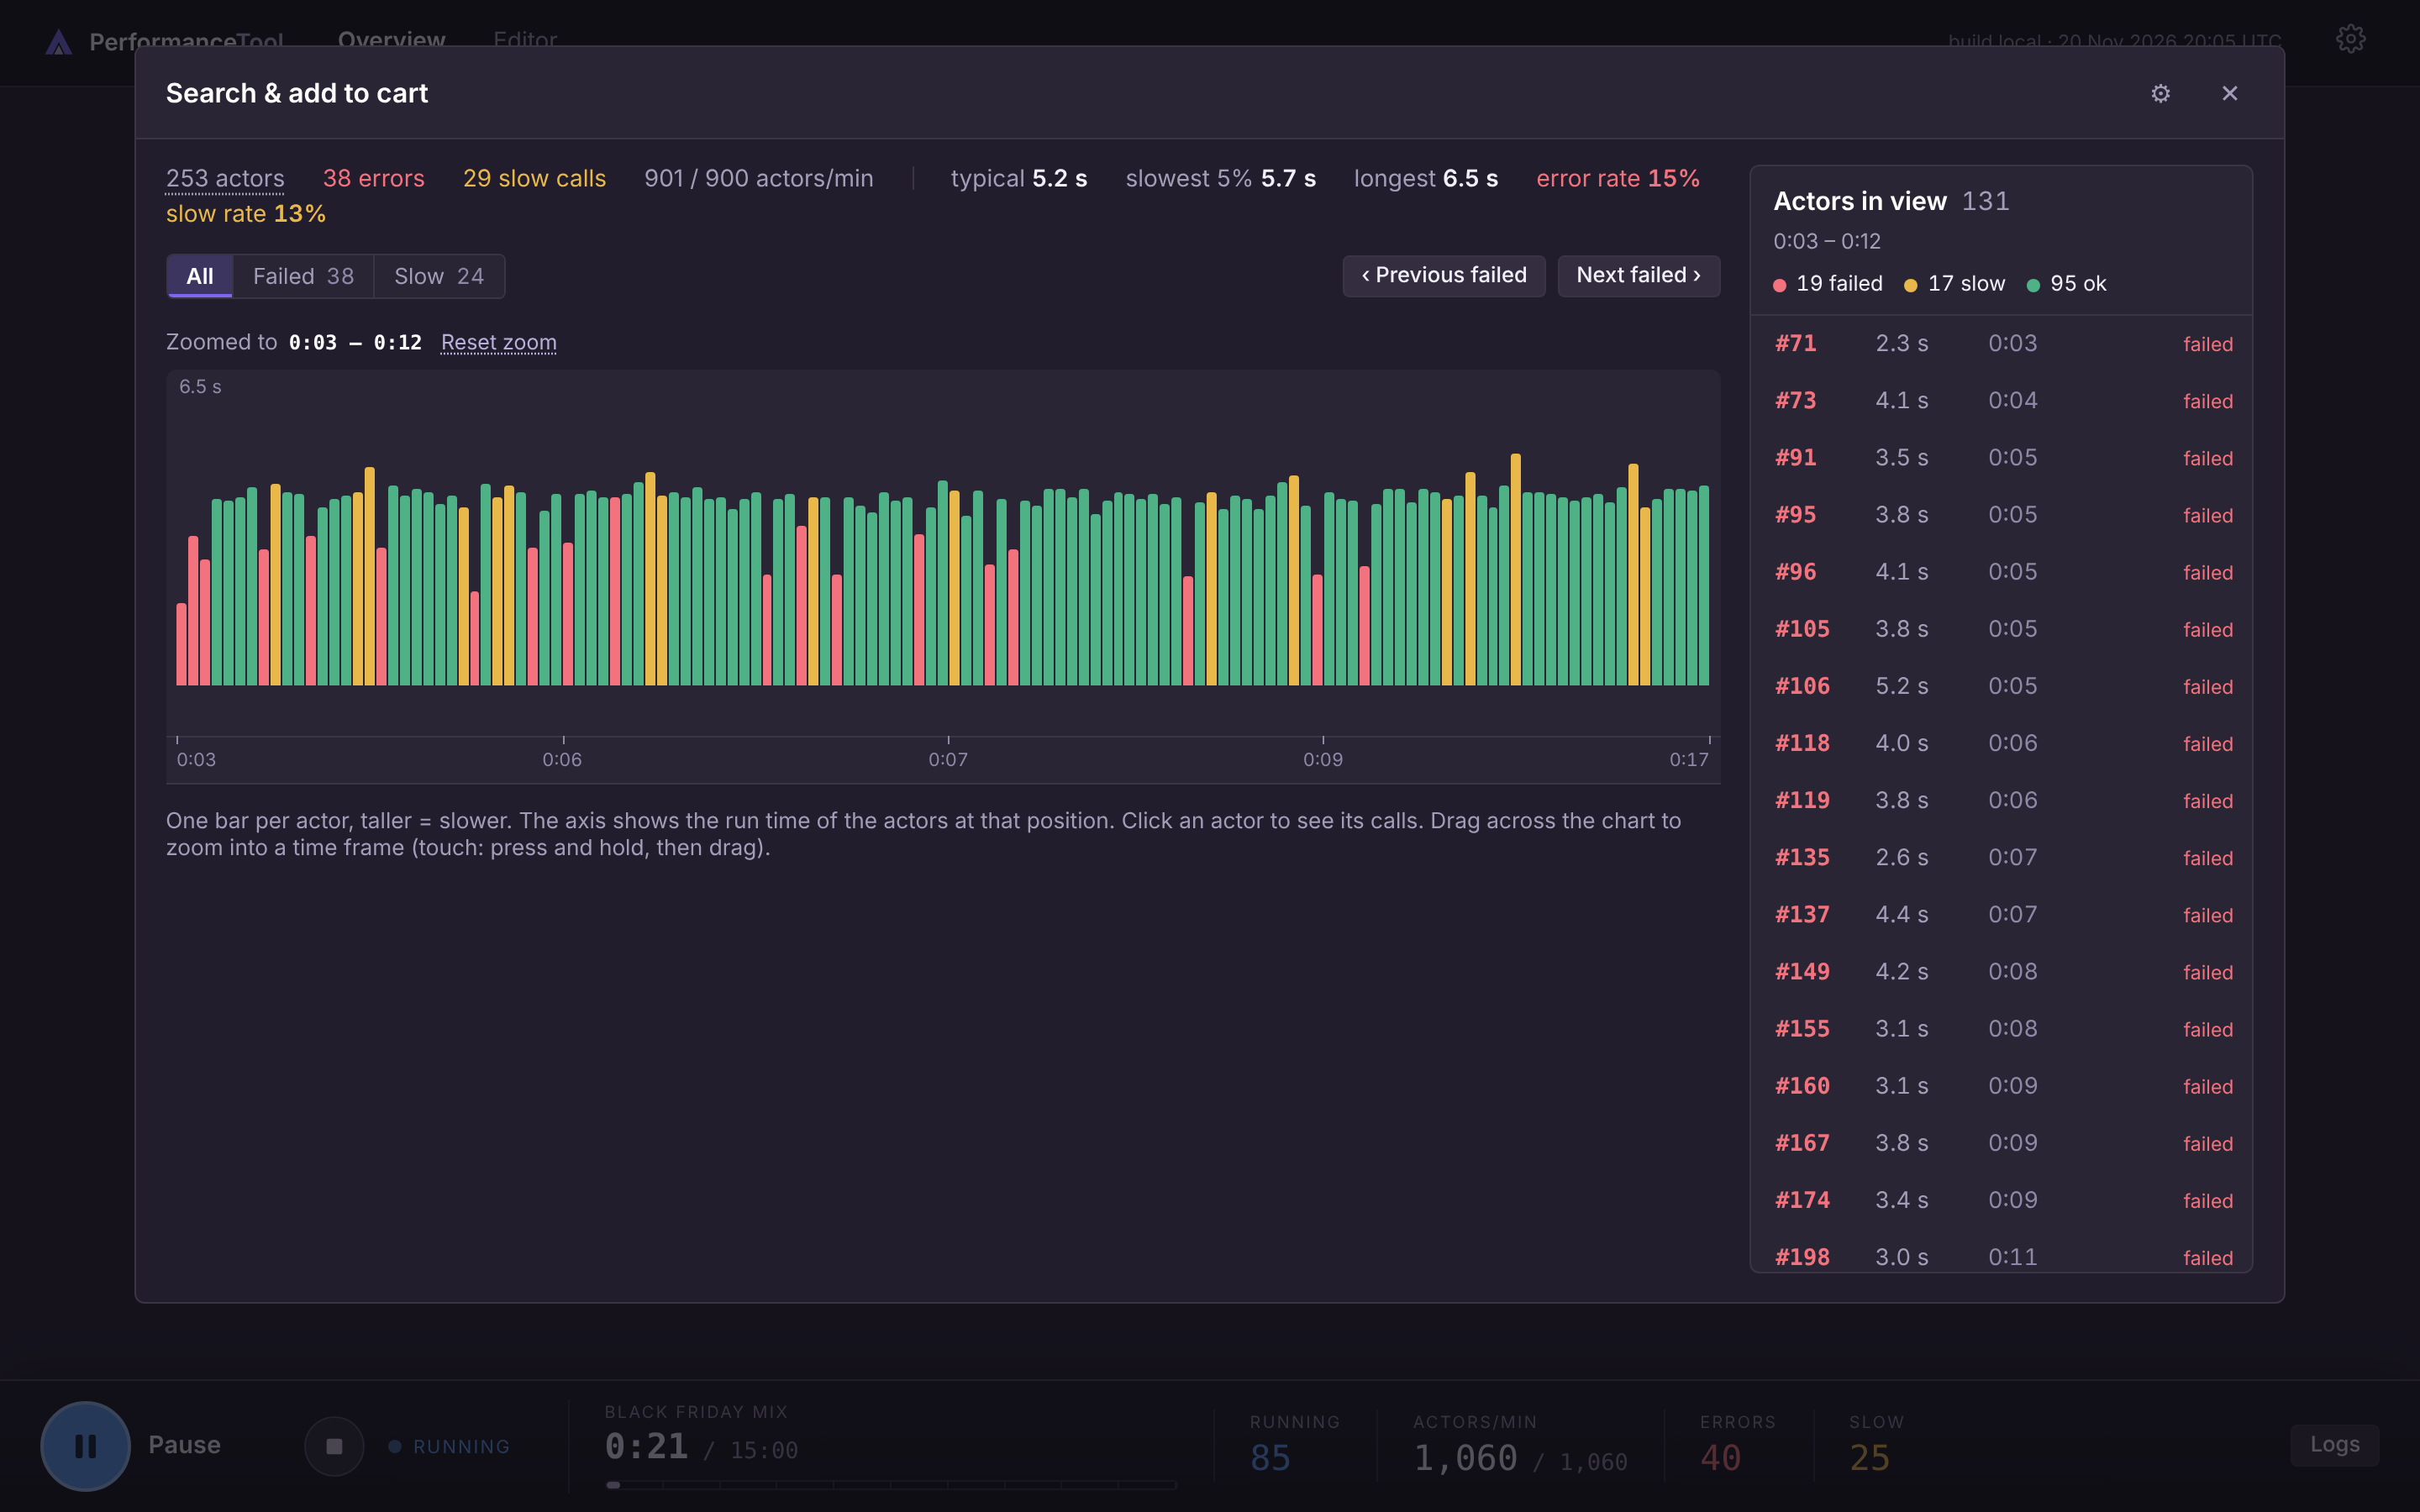 PerformanceTool Overview Editor build local · 20 Nov 2026 20:05 UTC
Search & add to cart ⚙ ✕
253 actors 38 errors 29 slow calls 901 / 900 actors/min typical 5.2 s slowest 5% 5.7 s longest 6.5 s error rate 15%
slow rate 13%
All Failed 38 Slow 24 ‹ Previous failed Next failed ›
Zoomed to 0:03 – 0:12 Reset zoom
6.5 s
0:03 0:06 0:07 0:09 0:17
One bar per actor, taller = slower. The axis shows the run time of the actors at that position. Click an actor to see its calls. Drag across the chart to
zoom into a time frame (touch: press and hold, then drag).
Actors in view 131
0:03 – 0:12
19 failed 17 slow 95 ok
#71 2.3 s 0:03 failed
#73 4.1 s 0:04 failed
#91 3.5 s 0:05 failed
#95 3.8 s 0:05 failed
#96 4.1 s 0:05 failed
#105 3.8 s 0:05 failed
#106 5.2 s 0:05 failed
#118 4.0 s 0:06 failed
#119 3.8 s 0:06 failed
#135 2.6 s 0:07 failed
#137 4.4 s 0:07 failed
#149 4.2 s 0:08 failed
#155 3.1 s 0:08 failed
#160 3.1 s 0:09 failed
#167 3.8 s 0:09 failed
#174 3.4 s 0:09 failed
#198 3.0 s 0:11 failed
Pause RUNNING
BLACK FRIDAY MIX
0:21 / 15:00
RUNNING
85
ACTORS/MIN
1,060 / 1,060
ERRORS
40
SLOW
25
Logs